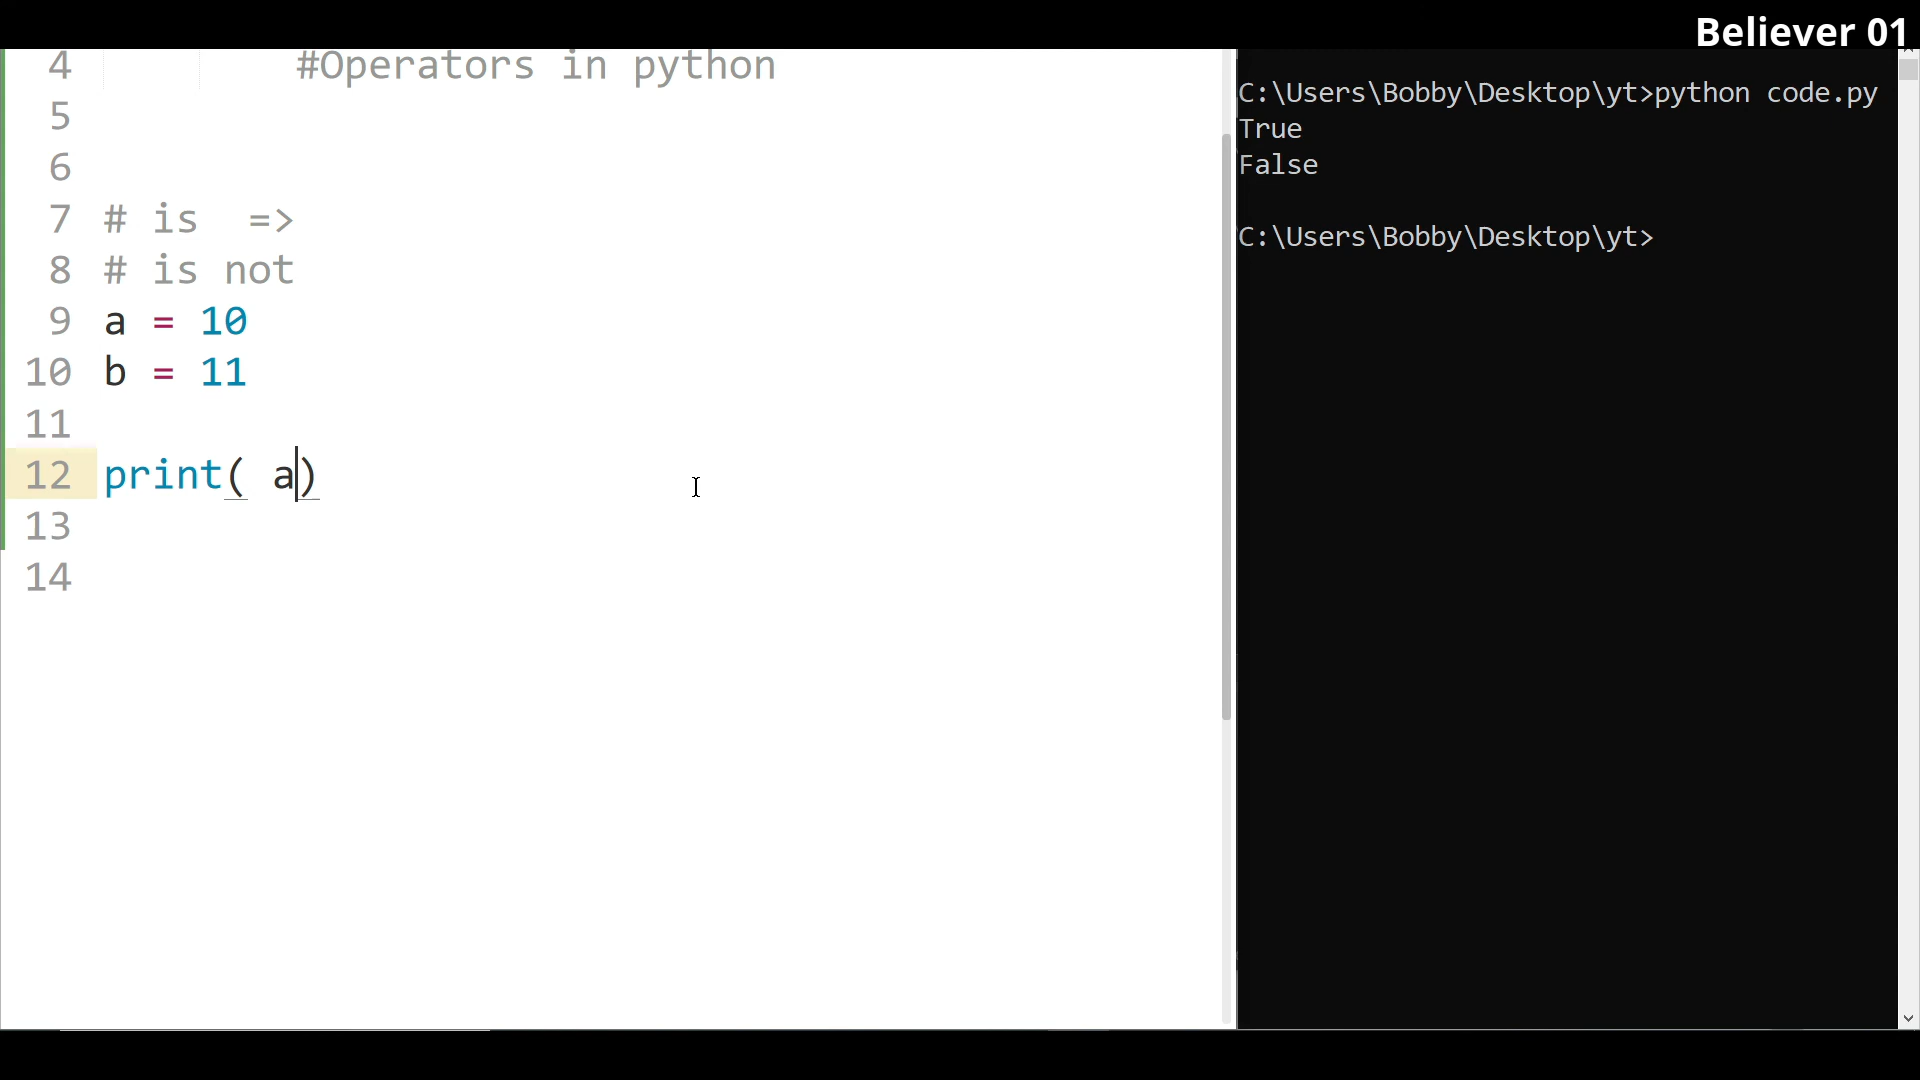 Believer 01
4 #Operators in python
5
6
7 # is  =>
8 # is not
9 a = 10
10 b = 11
11
12 print( a)
13
14
C:\Users\Bobby\Desktop\yt>python code.py
True
False
C:\Users\Bobby\Desktop\yt>